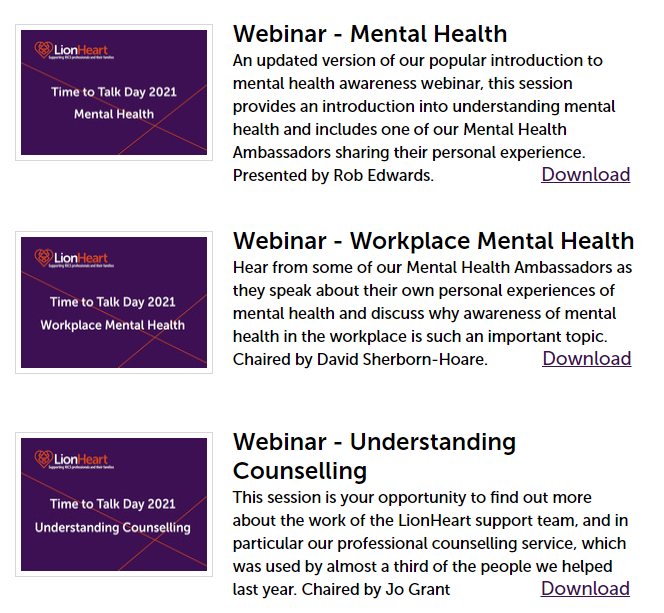 LionHeart
Supporting RICS professionals and their families
Time to Talk Day 2021
Mental Health
Webinar - Mental Health
An updated version of our popular introduction to
mental health awareness webinar, this session
provides an introduction into understanding mental
health and includes one of our Mental Health
Ambassadors sharing their personal experience.
Presented by Rob Edwards. Download
LionHeart
Supporting RICS professionals and their families
Time to Talk Day 2021
Workplace Mental Health
Webinar - Workplace Mental Health
Hear from some of our Mental Health Ambassadors as
they speak about their own personal experiences of
mental health and discuss why awareness of mental
health in the workplace is such an important topic.
Chaired by David Sherborn-Hoare. Download
LionHeart
Supporting RICS professionals and their families
Time to Talk Day 2021
Understanding Counselling
Webinar - Understanding
Counselling
This session is your opportunity to find out more
about the work of the LionHeart support team, and in
particular our professional counselling service, which
was used by almost a third of the people we helped
last year. Chaired by Jo Grant Download